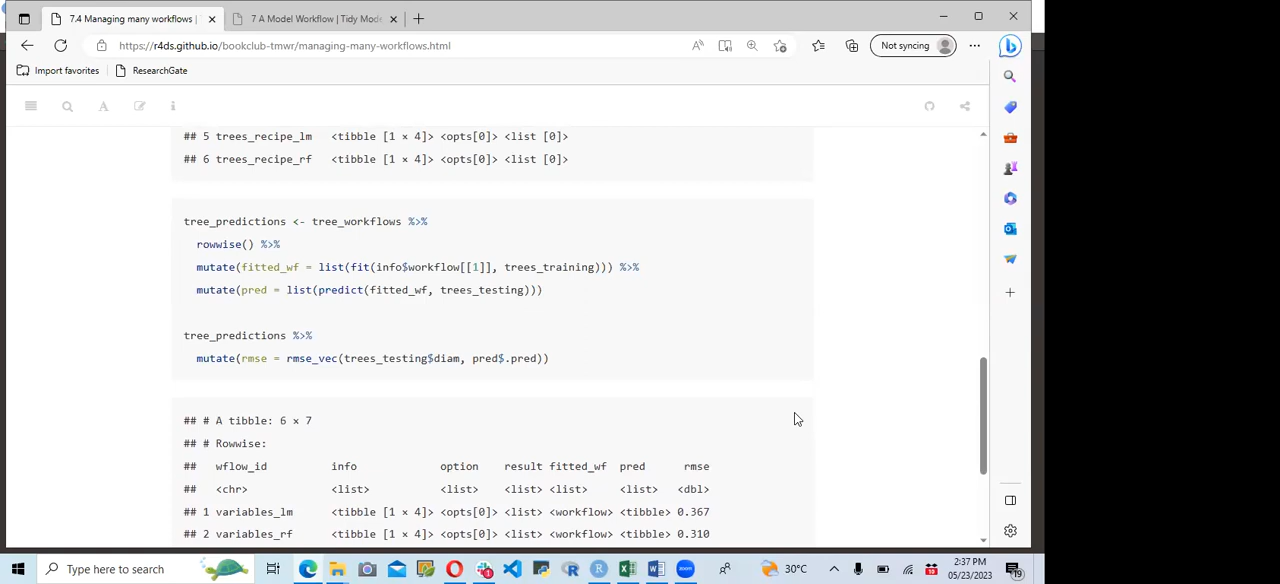 7.4 Managing many workflows |
7 A Model Workflow | Tidy Mode
https://r4ds.github.io/bookclub-tmwr/managing-many-workflows.html
Not syncing
Import favorites
ResearchGate
## 5 trees_recipe_lm <tibble [1 × 4]> <opts[0]> <list [0]>
## 6 trees_recipe_rf <tibble [1 × 4]> <opts[0]> <list [0]>
tree_predictions <- tree_workflows %>%
rowwise() %>%
mutate(fitted_wf = list(fit(info$workflow[[1]], trees_training))) %>%
mutate(pred = list(predict(fitted_wf, trees_testing)))
tree_predictions %>%
mutate(rmse = rmse_vec(trees_testing$diam, pred$.pred))
## # A tibble: 6 × 7
## # Rowwise:
## wflow_id info option result fitted_wf pred rmse
## <chr> <list> <list> <list> <list> <list> <dbl>
## 1 variables_lm <tibble [1 × 4]> <opts[0]> <list> <workflow> <tibble> 0.367
## 2 variables_rf <tibble [1 × 4]> <opts[0]> <list> <workflow> <tibble> 0.310
Type here to search
30°C
2:37 PM
05/23/2023